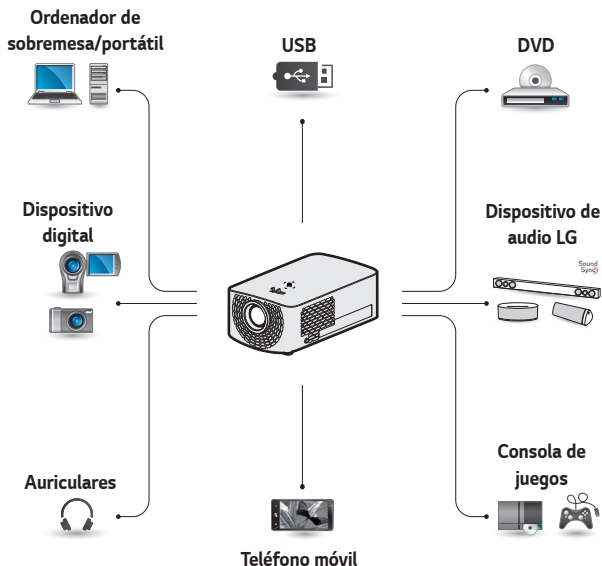 Ordenador de
sobremesa/portátil
USB
DVD
Dispositivo
digital
Dispositivo de
audio LG
Sound
Sync
Auriculares
Consola de
juegos
Teléfono móvil